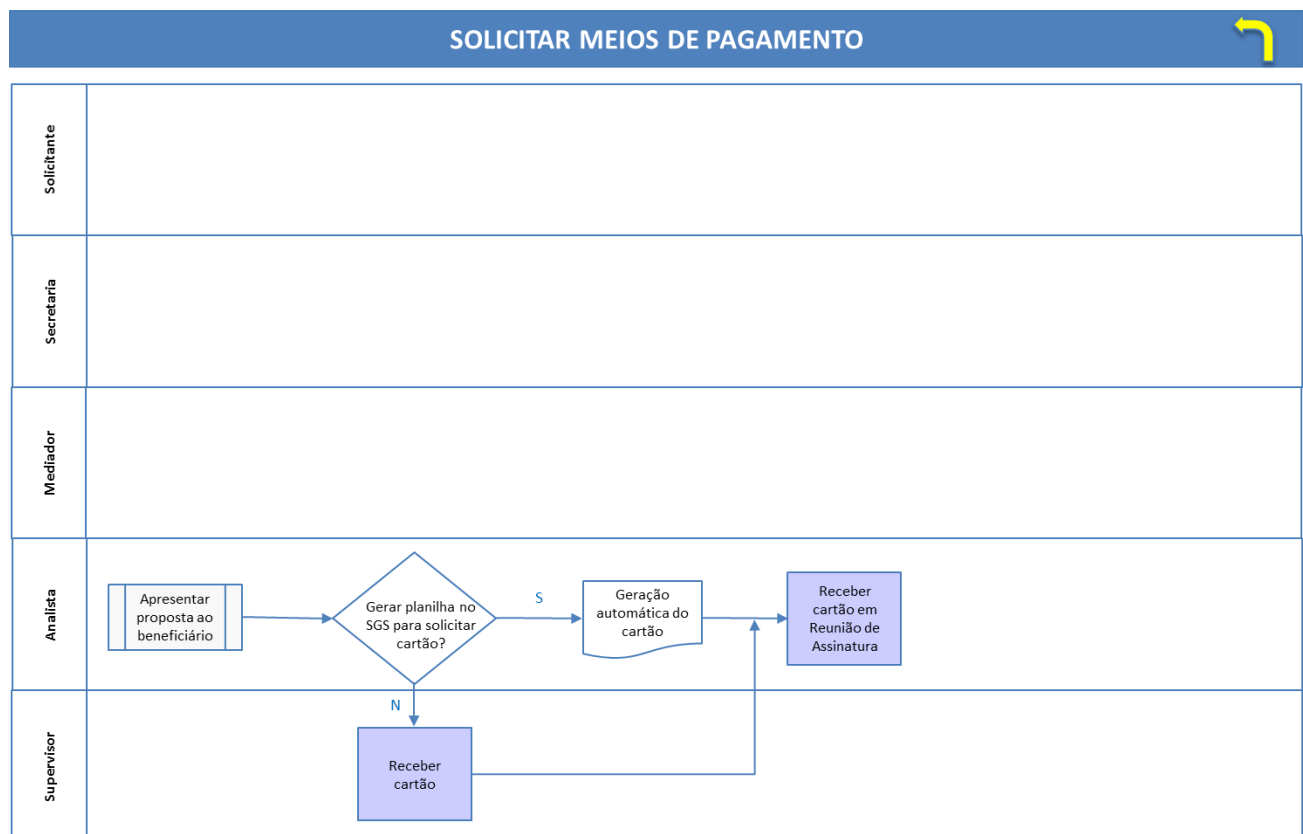 SOLICITAR MEIOS DE PAGAMENTO
Solicitante
Secretaria
Mediador
Analista
Apresentar
proposta ao
beneficiário
Gerar planilha no
SGS para solicitar
cartão?
S
Geração
automática do
cartão
Receber
cartão em
Reunião de
Assinatura
N
Supervisor
Receber
cartão